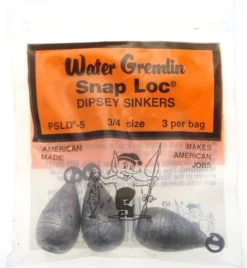 Water Gremlin
Snap Loc®
DIPSEY SINKERS
PSLD®-5 3/4 size 3 per bag
AMERICAN MADE
MAKES AMERICAN JOBS
WARNING: